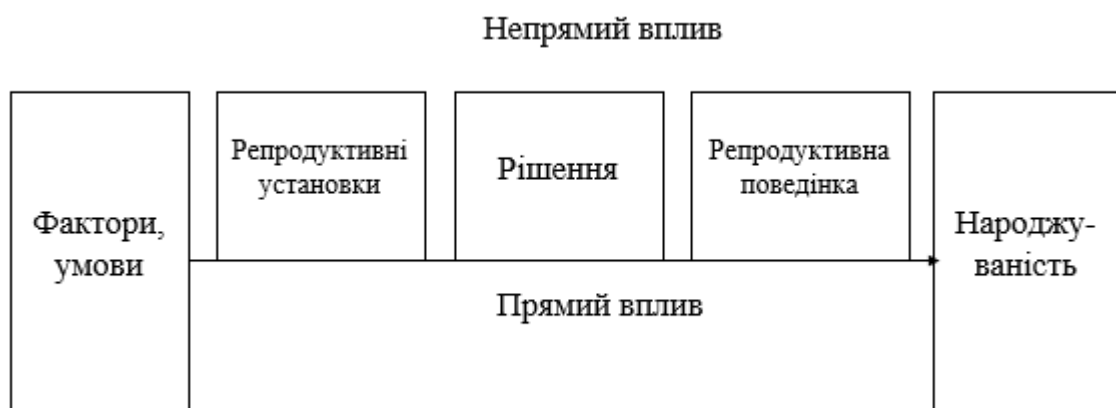 Непрямий вплив
Фактори,
умови
Репродуктивні
установки
Рішення
Репродуктивна
поведінка
Народжу-
ваність
Прямий вплив